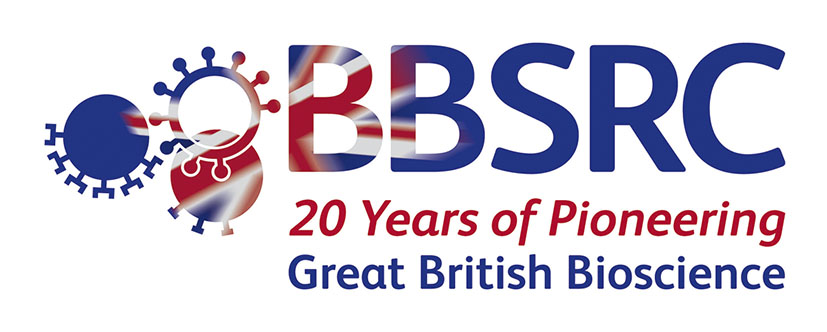 BBSRC
20 Years of Pioneering
Great British Bioscience